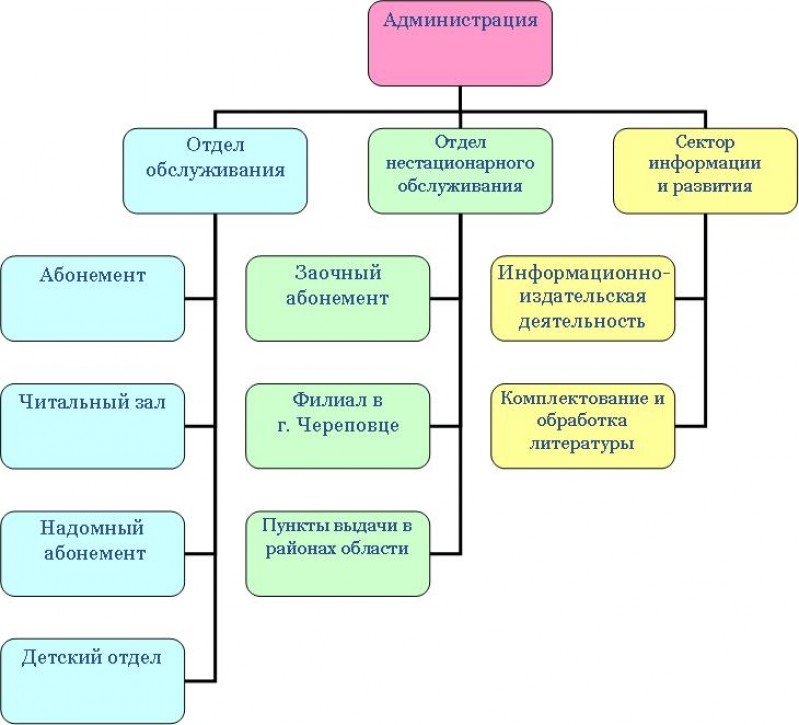 Администрация
Отдел
обслуживания
Отдел
нестационарного
обслуживания
Сектор
информации
и развития
Абонемент
Читальный зал
Надомный
абонемент
Детский отдел
Заочный
абонемент
Филиал в
г. Череповце
Пункты выдачи в
районах области
Информационно-
издательская
деятельность
Комплектование и
обработка
литературы